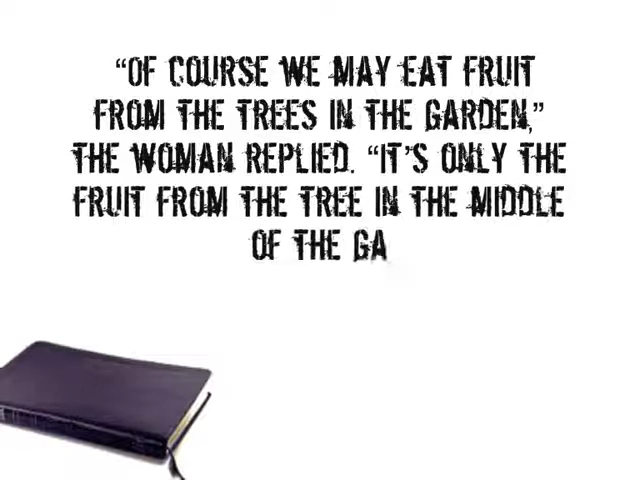 “OF COURSE WE MAY EAT FRUIT
FROM THE TREES IN THE GARDEN,”
THE WOMAN REPLIED. “IT’S ONLY THE
FRUIT FROM THE TREE IN THE MIDDLE
OF THE GA